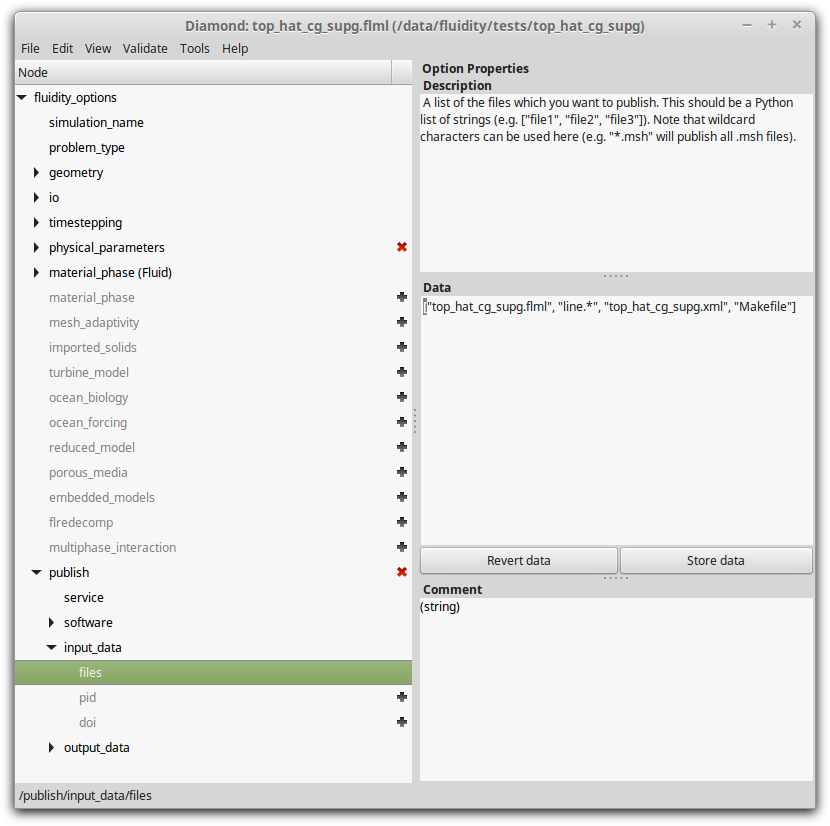 Diamond: top_hat_cg_supg.flml (/data/fluidity/tests/top_hat_cg_supg)
File Edit View Validate Tools Help
Node
fluidity_options
simulation_name
problem_type
geometry
io
timestepping
physical_parameters
material_phase (Fluid)
material_phase
mesh_adaptivity
imported_solids
turbine_model
ocean_biology
ocean_forcing
reduced_model
porous_media
embedded_models
flredecomp
multiphase_interaction
publish
service
software
input_data
files
pid
doi
output_data
Option Properties
Description
A list of the files which you want to publish. This should be a Python
list of strings (e.g. ["file1", "file2", "file3"]). Note that wildcard
characters can be used here (e.g. "*.msh" will publish all .msh files).
Data
["top_hat_cg_supg.flml", "line.*", "top_hat_cg_supg.xml", "Makefile"]
Revert data
Store data
Comment
(string)
/publish/input_data/files